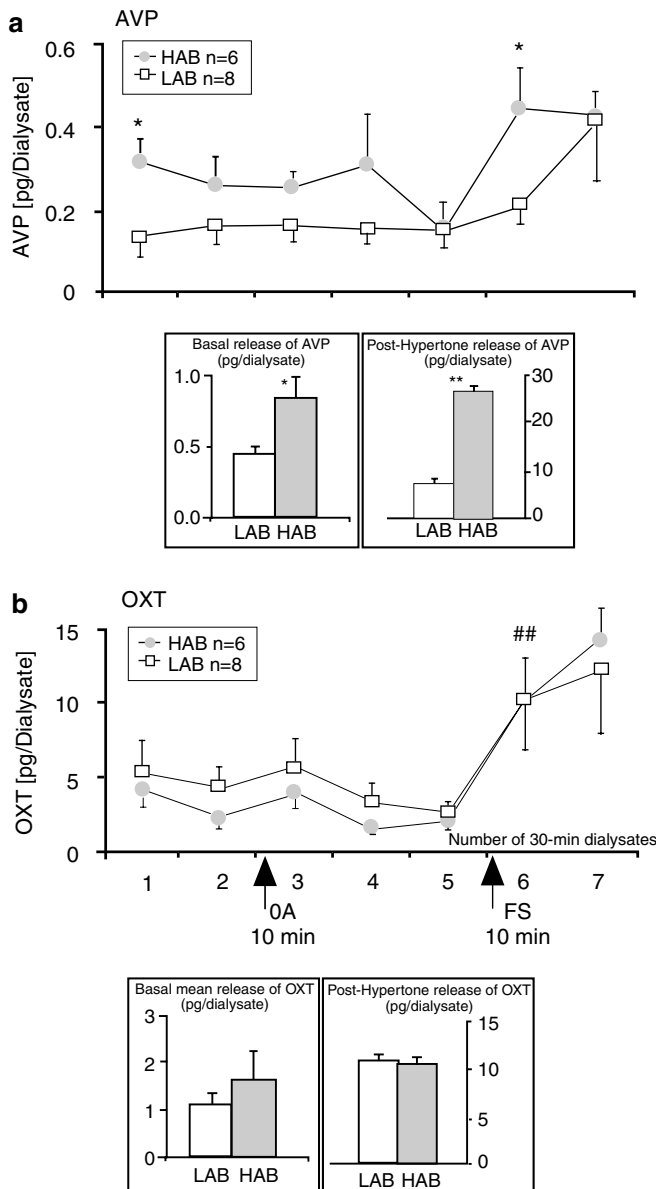 a
AVP
HAB n=6
LAB n=8
*
*
0.6
0.4
0.2
0
AVP [pg/Dialysate]
Basal release of AVP
(pg/dialysate)
1.0
0.5
0.0
*
LAB HAB
Post-Hypertone release of AVP
(pg/dialysate)
**
30
20
10
0
LAB HAB
b
OXT
HAB n=6
LAB n=8
##
15
10
5
0
OXT [pg/Dialysate]
Number of 30-min dialysates
1 2 3 4 5 6 7
0A
10 min
FS
10 min
Basal mean release of OXT
(pg/dialysate)
3
2
1
0
LAB HAB
Post-Hypertone release of OXT
(pg/dialysate)
15
10
5
0
LAB HAB